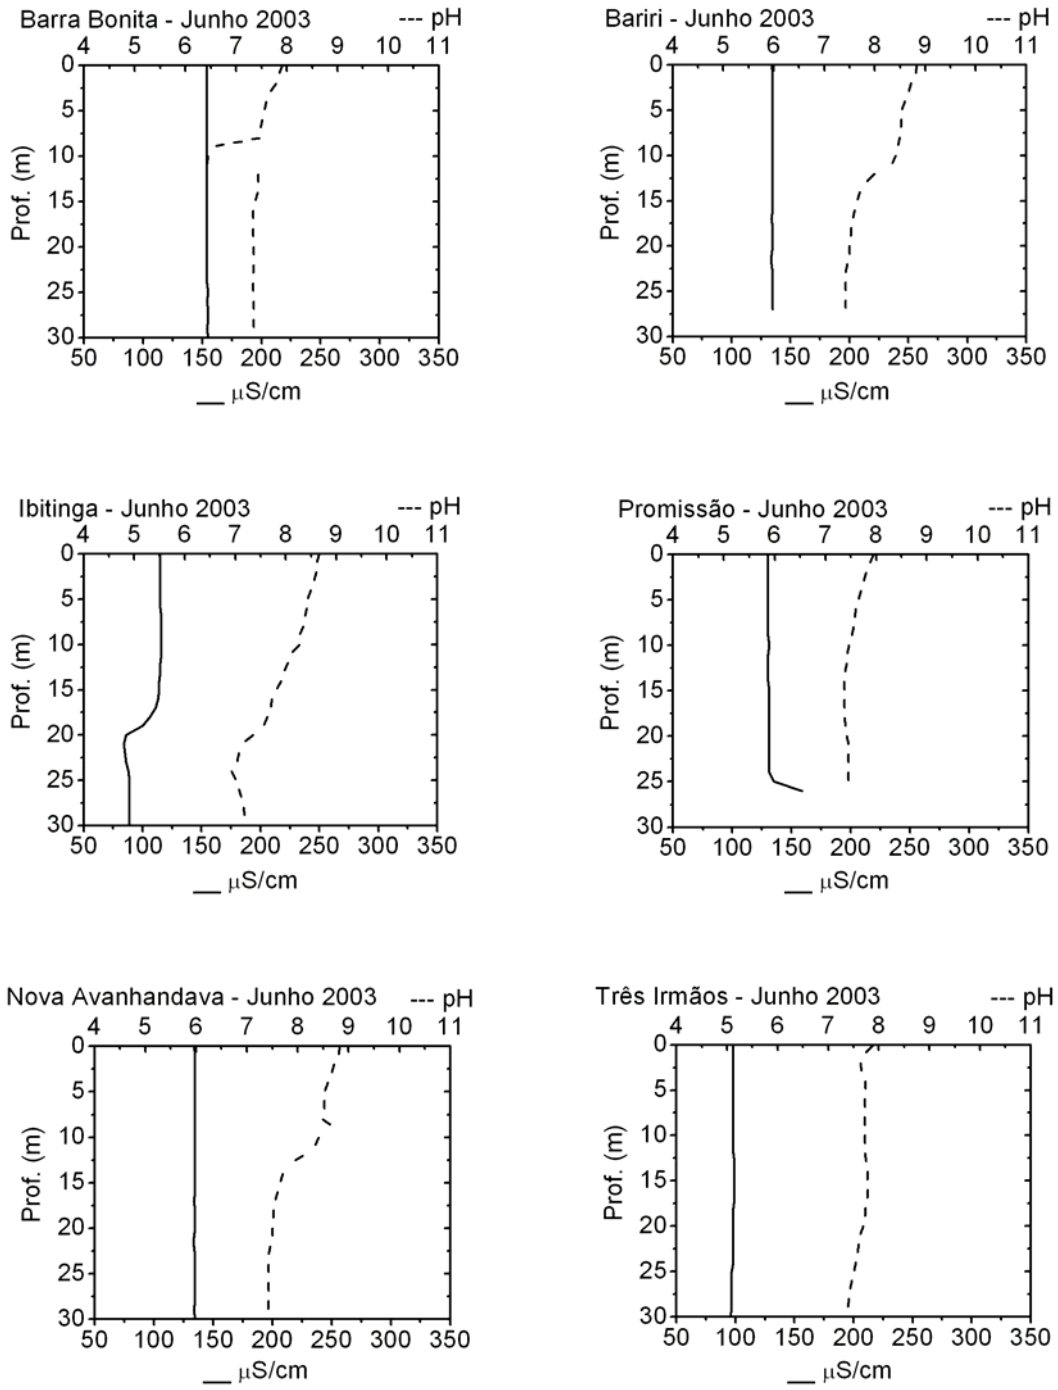 Barra Bonita - Junho 2003 --- pH
4 5 6 7 8 9 10 11
0
5
10
15
20
25
30
Prof. (m)
50 100 150 200 250 300 350
μS/cm
Bariri - Junho 2003 --- pH
4 5 6 7 8 9 10 11
0
5
10
15
20
25
30
Prof. (m)
50 100 150 200 250 300 350
μS/cm
Ibitinga - Junho 2003 --- pH
4 5 6 7 8 9 10 11
0
5
10
15
20
25
30
Prof. (m)
50 100 150 200 250 300 350
μS/cm
Promissão - Junho 2003 --- pH
4 5 6 7 8 9 10 11
0
5
10
15
20
25
30
Prof. (m)
50 100 150 200 250 300 350
μS/cm
Nova Avanhandava - Junho 2003 --- pH
4 5 6 7 8 9 10 11
0
5
10
15
20
25
30
Prof. (m)
50 100 150 200 250 300 350
μS/cm
Três Irmãos - Junho 2003 --- pH
4 5 6 7 8 9 10 11
0
5
10
15
20
25
30
Prof. (m)
50 100 150 200 250 300 350
μS/cm